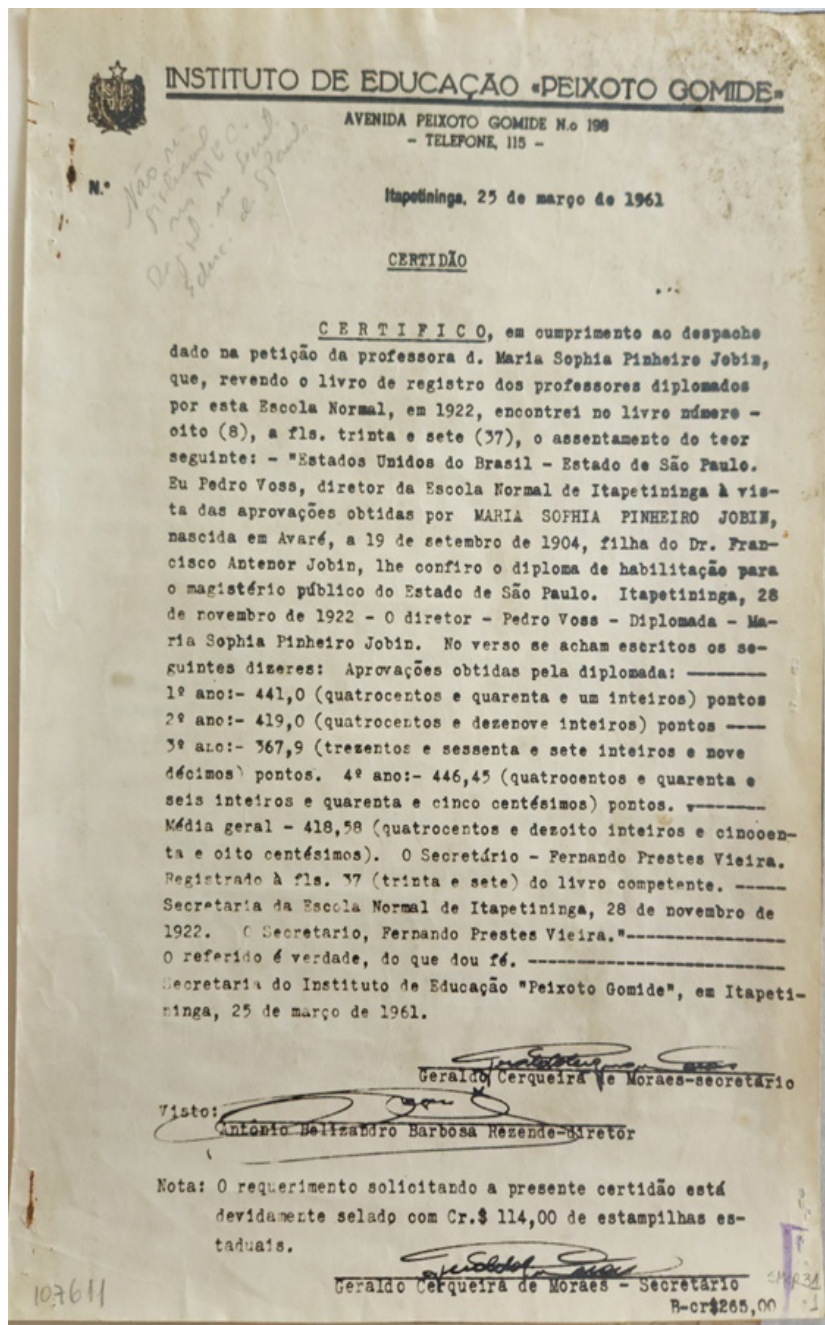 INSTITUTO DE EDUCAÇÃO «PEIXOTO GOMIDE»
AVENIDA PEIXOTO GOMIDE N.o 198
- TELEFONE, 115 -
Não se
no MEC.
Educ. de S Paulo
N.º
Itapetininga, 25 de março de 1961
CERTIDÃO
C E R T I F I C O, em cumprimento ao despacho
dado na petição da professora d. Maria Sophia Pinheiro Jobim,
que, revendo o livro de registro dos professores diplomados
por esta Escola Normal, em 1922, encontrei no livro número -
oito (8), a fls. trinta e sete (37), o assentamento do teor
seguinte: - "Estados Unidos do Brasil - Estado de São Paulo.
Eu Pedro Voss, diretor da Escola Normal de Itapetininga à vis-
ta das aprovações obtidas por MARIA SOPHIA PINHEIRO JOBIN,
nascida em Avaré, a 19 de setembro de 1904, filha do Dr. Fran-
cisco Antenor Jobin, lhe confiro o diploma de habilitação para
o magistério público do Estado de São Paulo. Itapetininga, 28
de novembro de 1922 - O diretor - Pedro Voss - Diplomada - Ma-
ria Sophia Pinheiro Jobin. No verso se acham escritos os se-
guintes dizeres: Aprovações obtidas pela diplomada: -------
1º ano:- 441,0 (quatrocentos e quarenta e um inteiros) pontos
2º ano:- 419,0 (quatrocentos e dezenove inteiros) pontos ----
3º ano:- 367,9 (trezentos e sessenta e sete inteiros e nove
décimos) pontos. 4º ano:- 446,45 (quatrocentos e quarenta e
seis inteiros e quarenta e cinco centésimos) pontos. -------
Média geral - 418,58 (quatrocentos e dezoito inteiros e cincoen-
ta e oito centésimos). O Secretário - Fernando Prestes Vieira.
Registrado à fls. 37 (trinta e sete) do livro competente. -----
Secretaria da Escola Normal de Itapetininga, 28 de novembro de
1922. O Secretario, Fernando Prestes Vieira."---------------
O referido é verdade, do que dou fé. ------------------------
Secretaria do Instituto de Educação "Peixoto Gomide", em Itapeti-
ninga, 25 de março de 1961.
Geraldo Cerqueira de Moraes-secretário
Visto:
António Belizandro Barbosa Rezende-diretor
Nota: O requerimento solicitando a presente certidão está
devidamente selado com Cr.$ 114,00 de estampilhas es-
taduais.
Geraldo Cerqueira de Moraes - Secretário
B-cr$265,00
107611